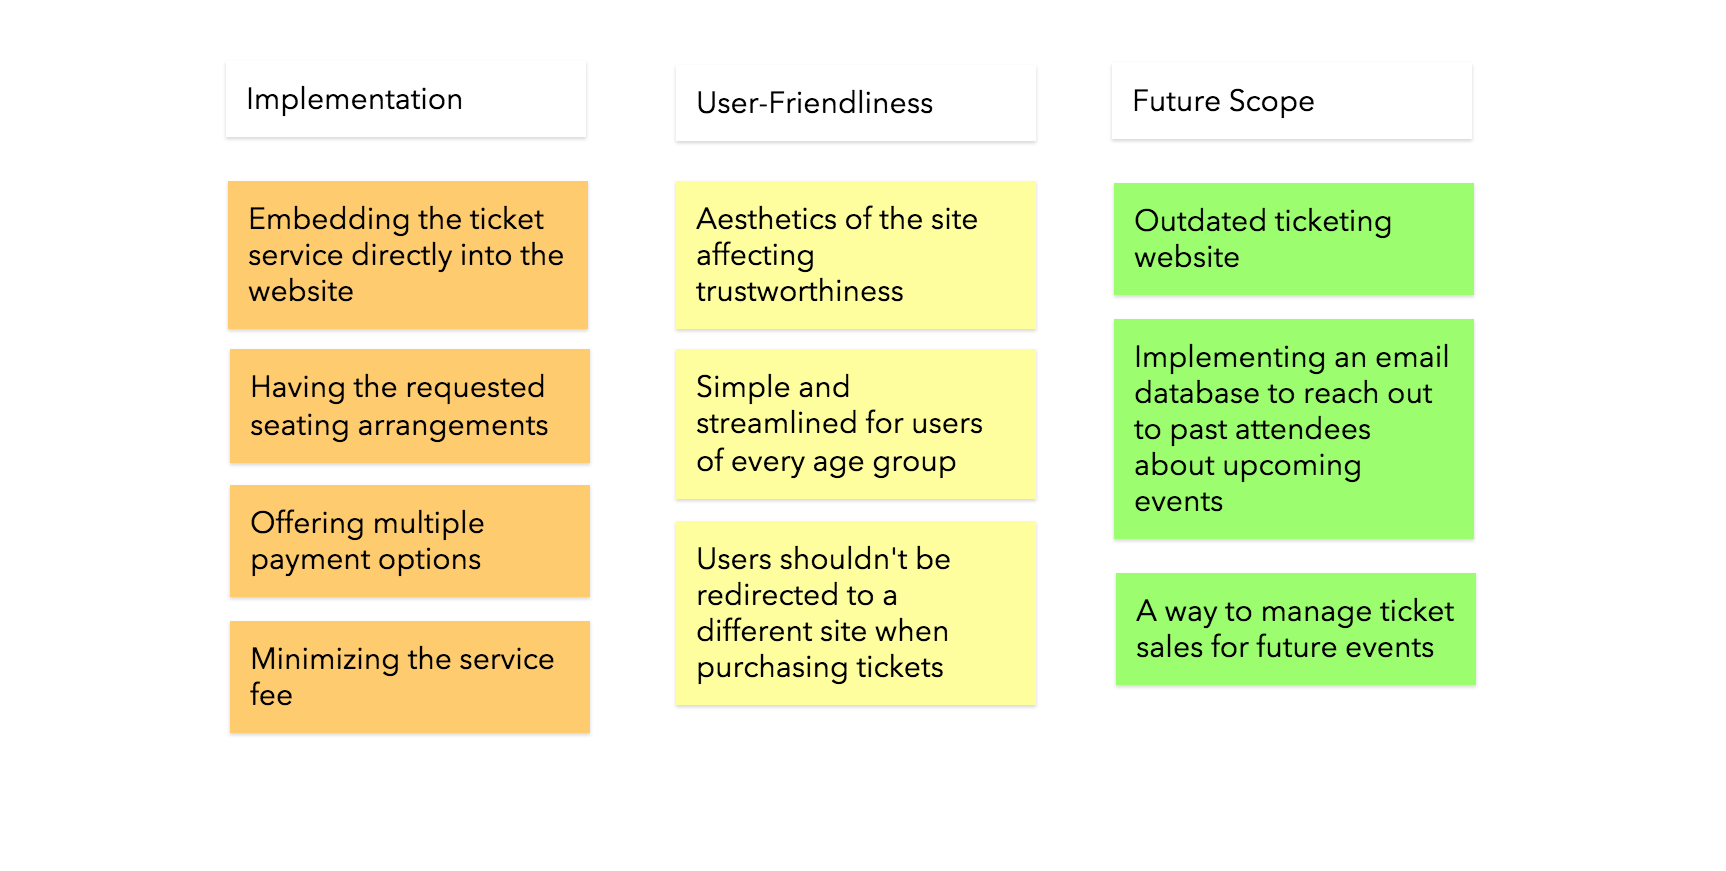 Implementation
Embedding the ticket
service directly into the
website
Having the requested
seating arrangements
Offering multiple
payment options
Minimizing the service
fee
User-Friendliness
Aesthetics of the site
affecting
trustworthiness
Simple and
streamlined for users
of every age group
Users shouldn't be
redirected to a
different site when
purchasing tickets
Future Scope
Outdated ticketing
website
Implementing an email
database to reach out
to past attendees
about upcoming
events
A way to manage ticket
sales for future events